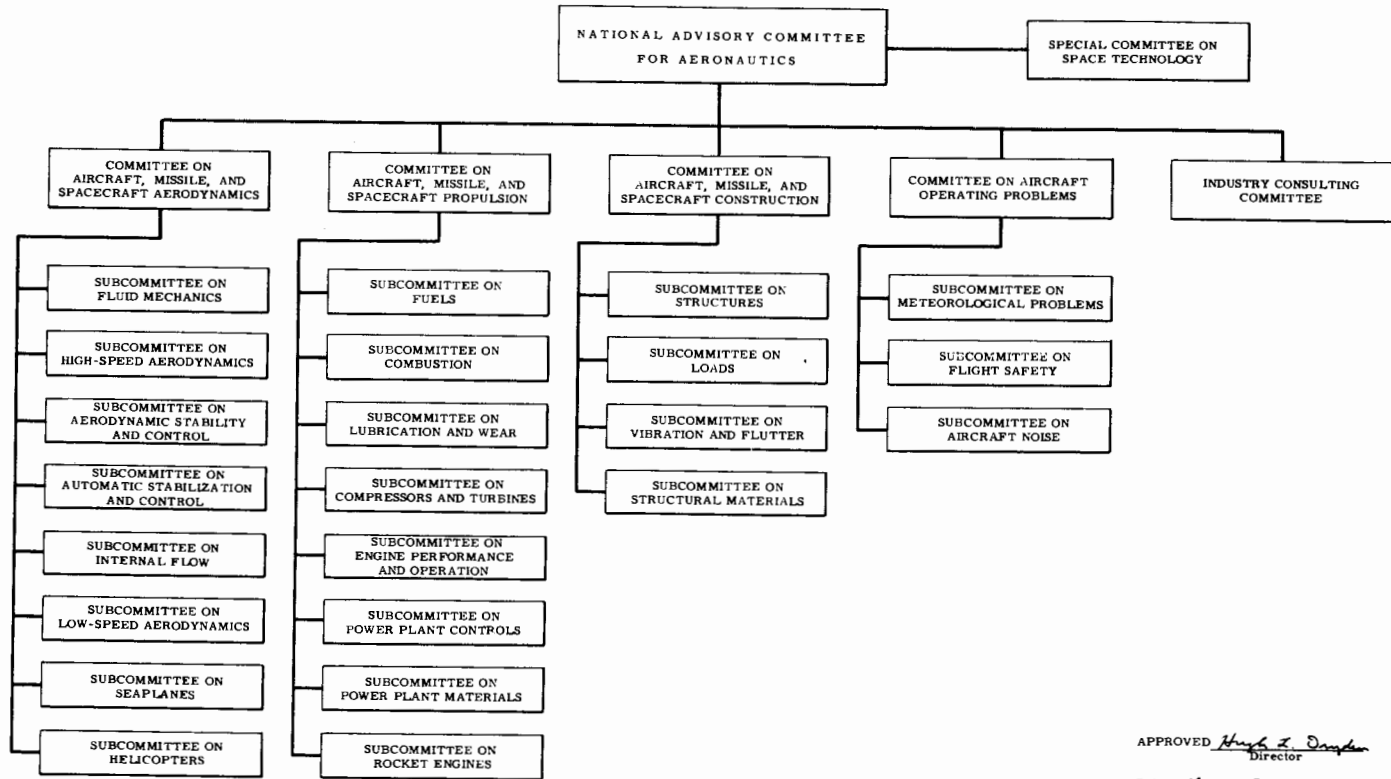 NATIONAL ADVISORY COMMITTEE
FOR AERONAUTICS
SPECIAL COMMITTEE ON
SPACE TECHNOLOGY
COMMITTEE ON
AIRCRAFT, MISSILE, AND
SPACECRAFT AERODYNAMICS
COMMITTEE ON
AIRCRAFT, MISSILE, AND
SPACECRAFT PROPULSION
COMMITTEE ON
AIRCRAFT, MISSILE, AND
SPACECRAFT CONSTRUCTION
COMMITTEE ON AIRCRAFT
OPERATING PROBLEMS
INDUSTRY CONSULTING
COMMITTEE
SUBCOMMITTEE ON
FLUID MECHANICS
SUBCOMMITTEE ON
HIGH-SPEED AERODYNAMICS
SUBCOMMITTEE ON
AERODYNAMIC STABILITY
AND CONTROL
SUBCOMMITTEE ON
AUTOMATIC STABILIZATION
AND CONTROL
SUBCOMMITTEE ON
INTERNAL FLOW
SUBCOMMITTEE ON
LOW-SPEED AERODYNAMICS
SUBCOMMITTEE ON
SEAPLANES
SUBCOMMITTEE ON
HELICOPTERS
SUBCOMMITTEE ON
FUELS
SUBCOMMITTEE ON
COMBUSTION
SUBCOMMITTEE ON
LUBRICATION AND WEAR
SUBCOMMITTEE ON
COMPRESSORS AND TURBINES
SUBCOMMITTEE ON
ENGINE PERFORMANCE
AND OPERATION
SUBCOMMITTEE ON
POWER PLANT CONTROLS
SUBCOMMITTEE ON
POWER PLANT MATERIALS
SUBCOMMITTEE ON
ROCKET ENGINES
SUBCOMMITTEE ON
STRUCTURES
SUBCOMMITTEE ON
LOADS
SUBCOMMITTEE ON
VIBRATION AND FLUTTER
SUBCOMMITTEE ON
STRUCTURAL MATERIALS
SUBCOMMITTEE ON
METEOROLOGICAL PROBLEMS
SUBCOMMITTEE ON
FLIGHT SAFETY
SUBCOMMITTEE ON
AIRCRAFT NOISE
APPROVED Hugh L. Dryden
Director